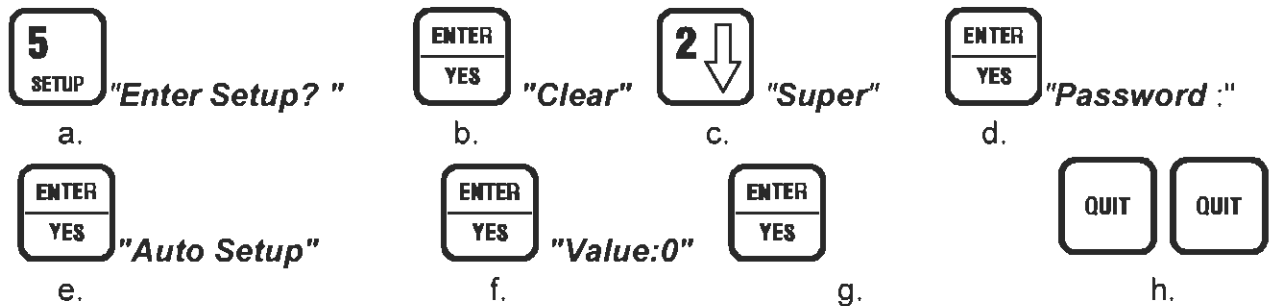 5
SETUP "Enter Setup? "
ENTER
YES "Clear"
2 "Super"
ENTER
YES "Password :"
a. b. c. d.
ENTER
YES "Auto Setup"
ENTER
YES "Value:0"
ENTER
YES
QUIT QUIT
e. f. g. h.